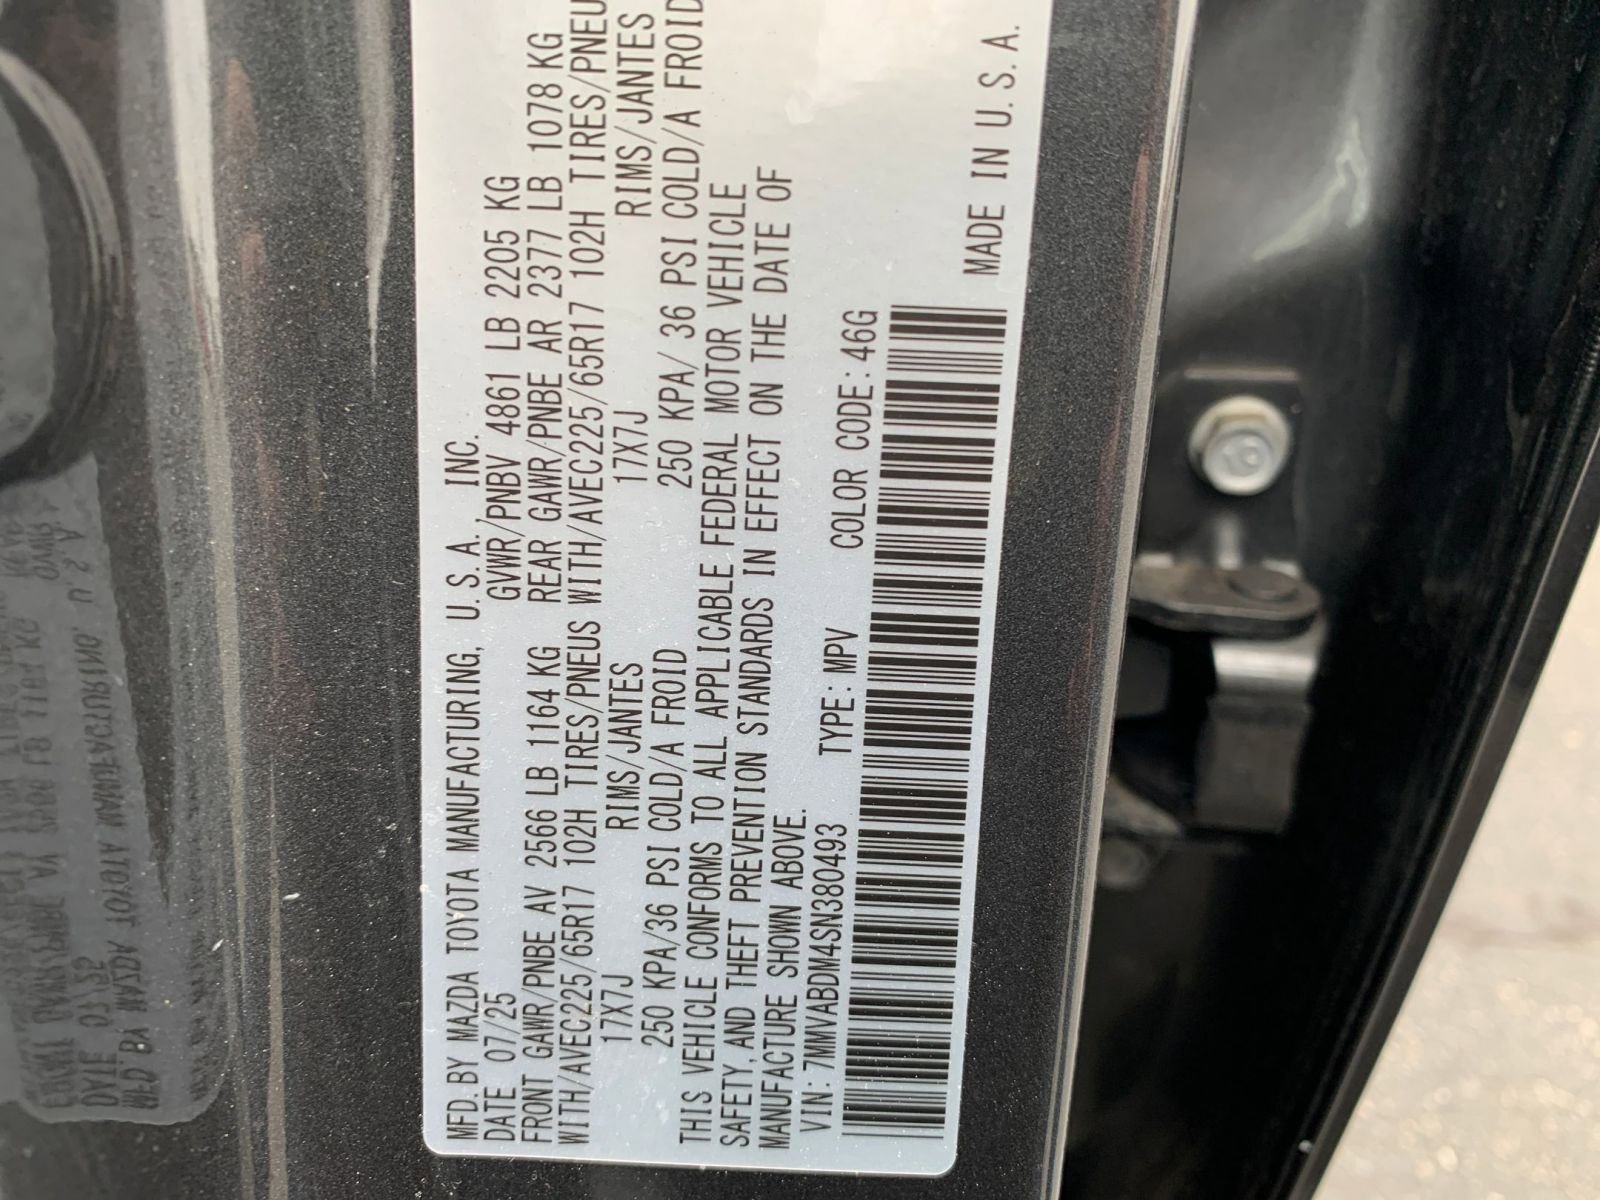 MFD. BY MAZDA TOYOTA MANUFACTURING, U.S.A., INC.
DATE 07/25 GVWR/PNBV 4861 LB 2205 KG
FRONT GAWR/PNBE AV 2566 LB 1164 KG REAR GAWR/PNBE AR 2377 LB 1078 KG
WITH/AVEC225/65R17 102H TIRES/PNEUS WITH/AVEC225/65R17 102H TIRES/PNEU
17X7J RIMS/JANTES 17X7J RIMS/JANTES
250 KPA/36 PSI COLD/A FROID 250 KPA/ 36 PSI COLD/A FROID
THIS VEHICLE CONFORMS TO ALL APPLICABLE FEDERAL MOTOR VEHICLE
SAFETY, AND THEFT PREVENTION STANDARDS IN EFFECT ON THE DATE OF
MANUFACTURE SHOWN ABOVE.
VIN: 7MMVABDM4SN380493 TYPE: MPV COLOR CODE: 46G
MADE IN U.S.A.
10